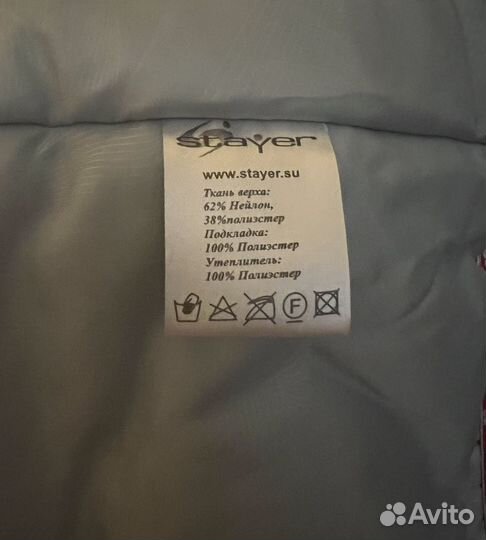 stayer
www.stayer.su
Ткань верха:
62% Нейлон,
38%полиэстер
Подкладка:
100% Полиэстер
Утеплитель:
100% Полиэстер
F
Avito